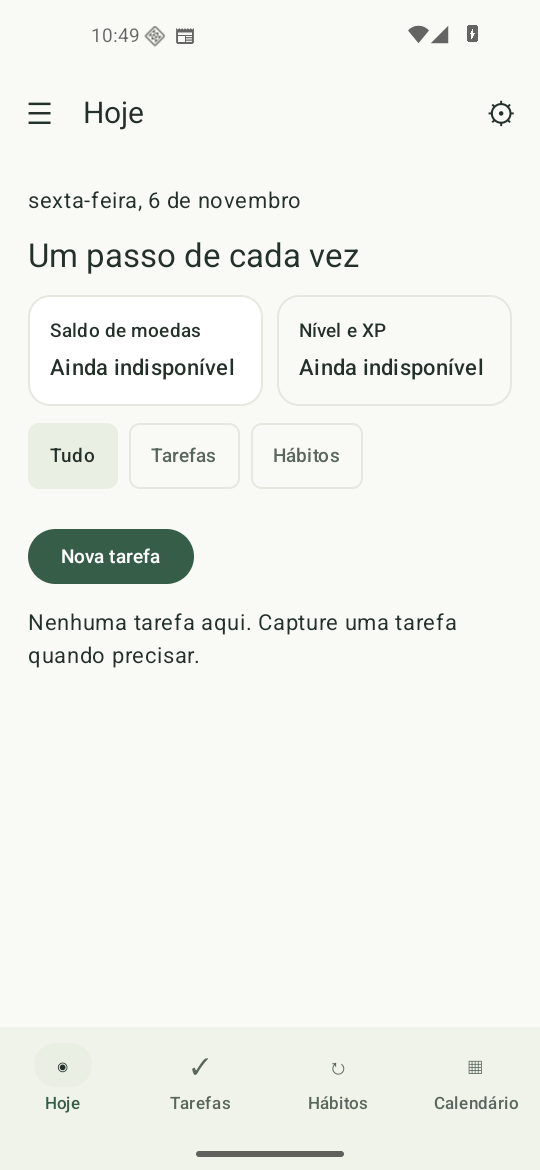 10:49
Hoje
sexta-feira, 6 de novembro
Um passo de cada vez
Saldo de moedas
Ainda indisponível
Nível e XP
Ainda indisponível
Tudo
Tarefas
Hábitos
Nova tarefa
Nenhuma tarefa aqui. Capture uma tarefa
quando precisar.
Hoje
Tarefas
Hábitos
Calendário